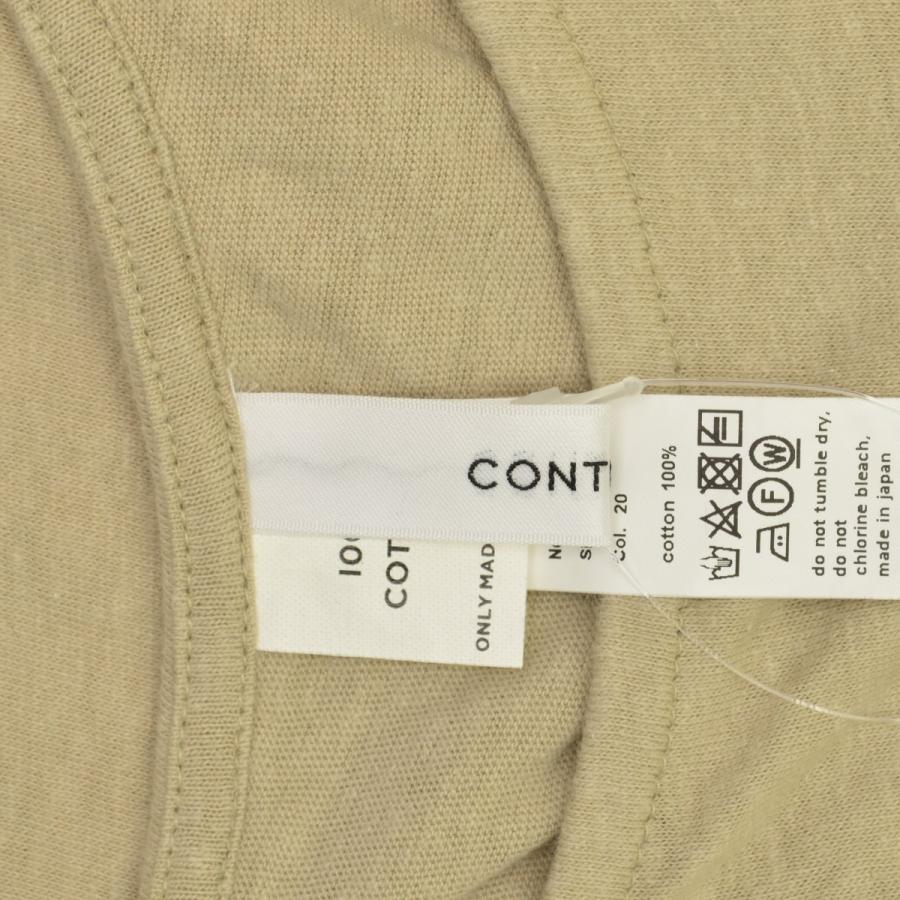 CONT
100
COT
ONLY MAD
Col. 20
cotton 100%
W
F
do not tumble dry,
do not
chlorine bleach,
made in japan